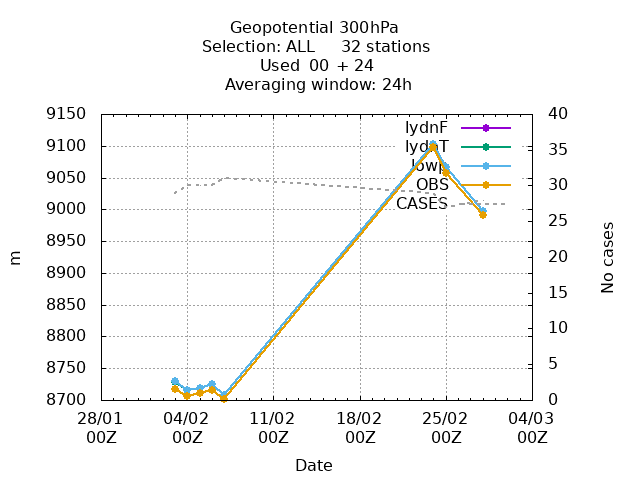 Geopotential 300hPa
Selection: ALL 32 stations
Used 00 + 24
Averaging window: 24h
9150 40
lydnF
9100 35
lydnT
lowp
9050 30
OBS
CASES
9000 25
8950
8900 20
8850 15
8800 10
8750 5
8700 0
m
No cases
28/01 04/02 11/02 18/02 25/02 04/03
00Z 00Z 00Z 00Z 00Z 00Z
Date